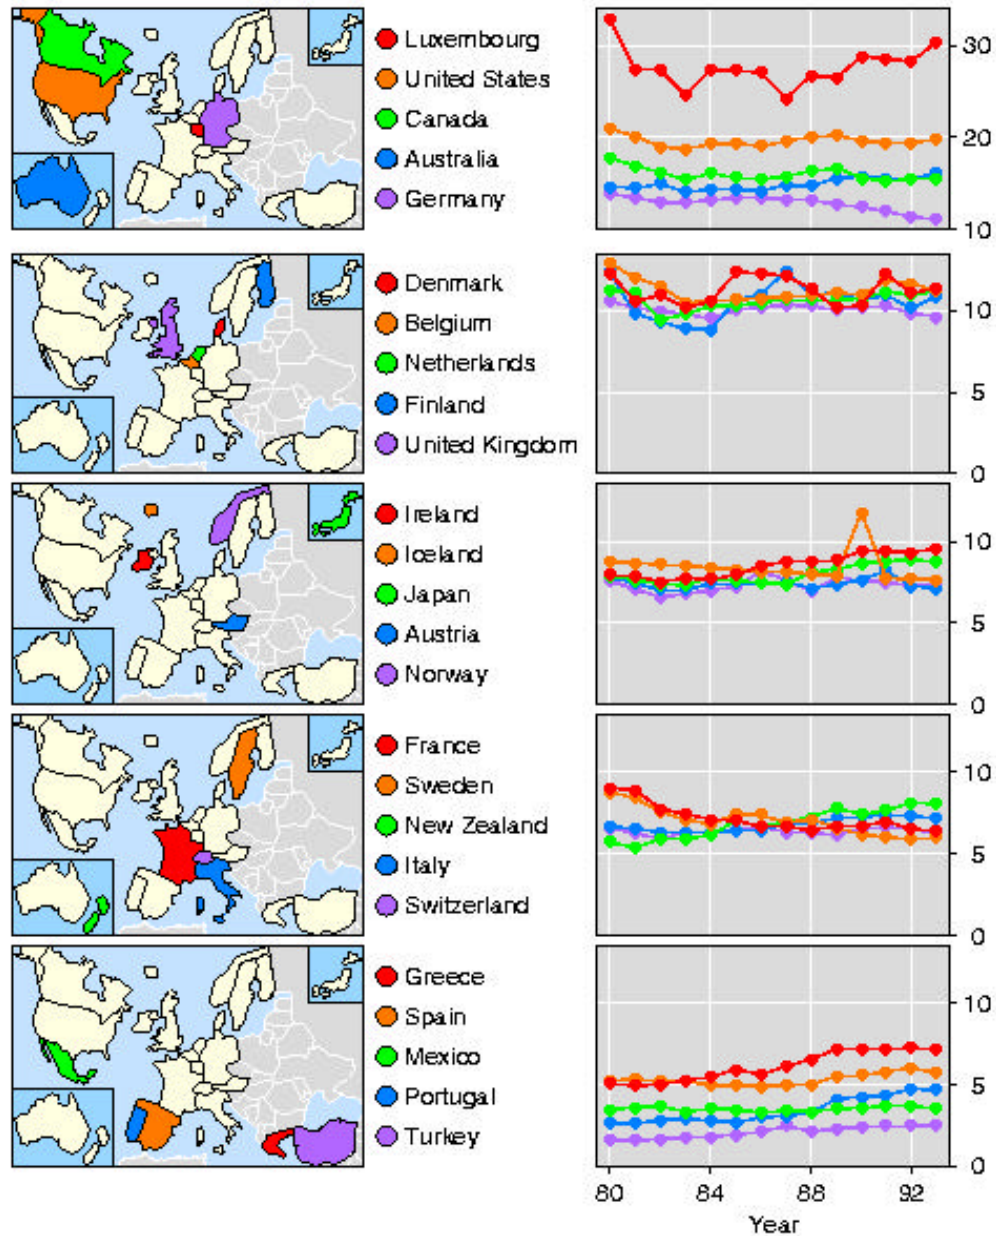 Luxembourg
United States
Canada
Australia
Germany
30
20
10
Denmark
Belgium
Netherlands
Finland
United Kingdom
10
5
0
Ireland
Iceland
Japan
Austria
Norway
10
5
0
France
Sweden
New Zealand
Italy
Switzerland
10
5
0
Greece
Spain
Mexico
Portugal
Turkey
10
5
0
80 84 88 92
Year